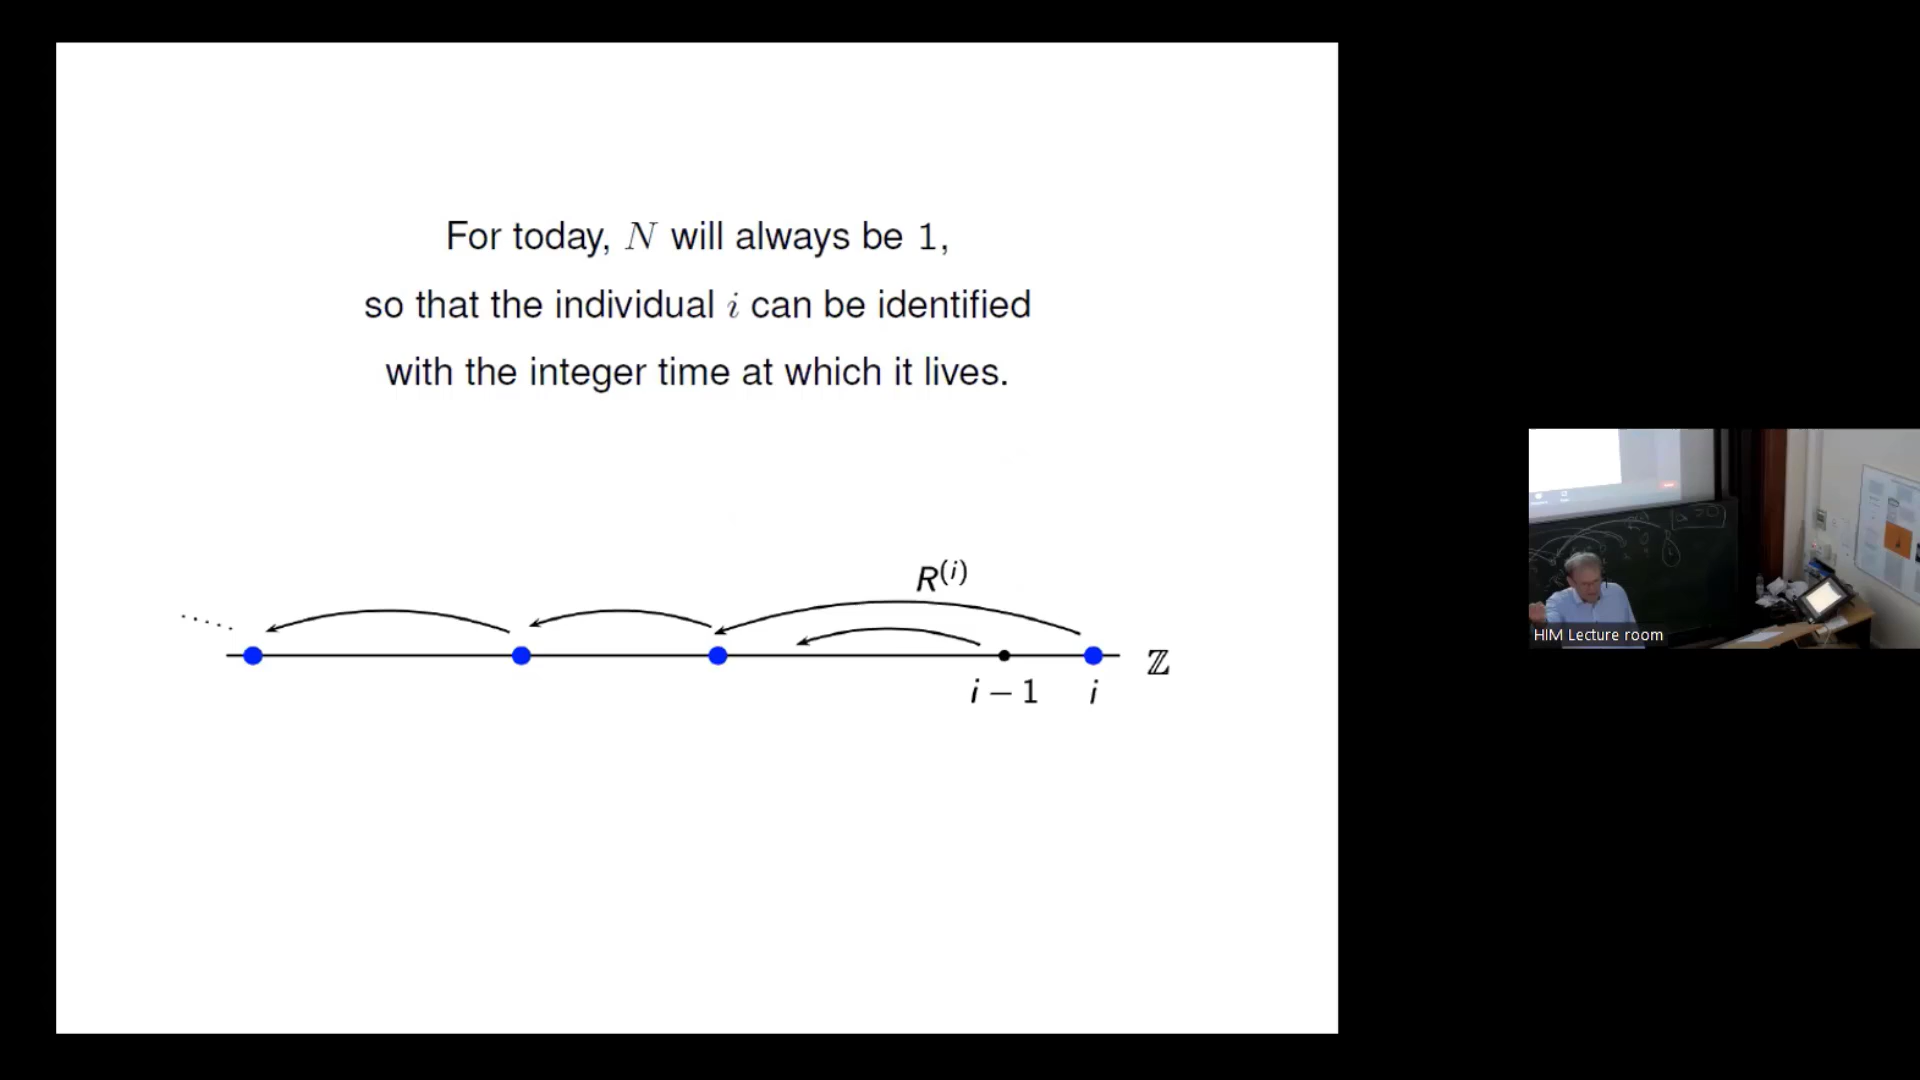 For today, N will always be 1,
so that the individual i can be identified
with the integer time at which it lives.
R⁽ⁱ⁾
ℤ
i − 1
i
HIM Lecture room